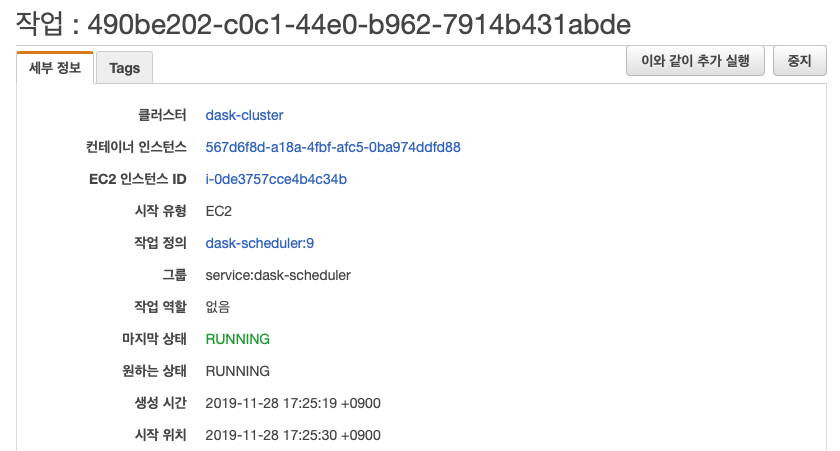 작업 : 490be202-c0c1-44e0-b962-7914b431abde
세부 정보 Tags 이와 같이 추가 실행 중지
클러스터 dask-cluster
컨테이너 인스턴스 567d6f8d-a18a-4fbf-afc5-0ba974ddfd88
EC2 인스턴스 ID i-0de3757cce4b4c34b
시작 유형 EC2
작업 정의 dask-scheduler:9
그룹 service:dask-scheduler
작업 역할 없음
마지막 상태 RUNNING
원하는 상태 RUNNING
생성 시간 2019-11-28 17:25:19 +0900
시작 위치 2019-11-28 17:25:30 +0900